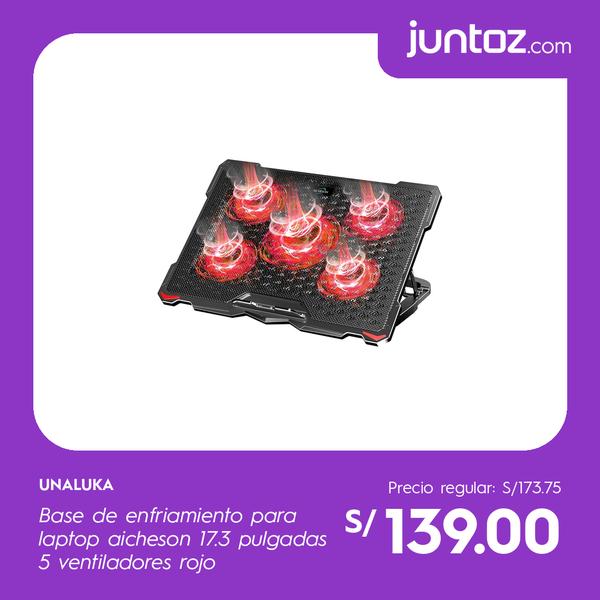 juntoz.com
UNALUKA
Base de enfriamiento para
laptop aicheson 17.3 pulgadas
5 ventiladores rojo
Precio regular: S/173.75
S/ 139.00